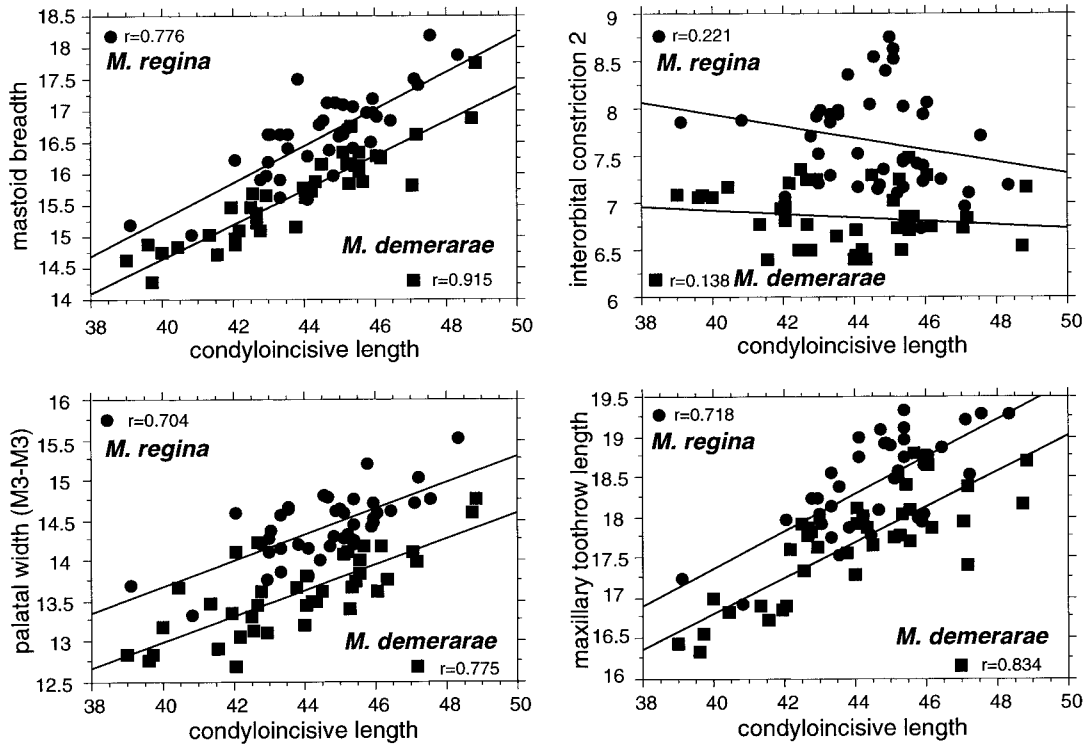 18.5
18
17.5
17
16.5
16
15.5
15
14.5
14
mastoid breadth
r=0.776
M. regina
M. demerarae
r=0.915
38 40 42 44 46 48 50
condyloincisive length
9
8.5
8
7.5
7
6.5
6
interorbital constriction 2
r=0.221
M. regina
r=0.138 M. demerarae
38 40 42 44 46 48 50
condyloincisive length
16
15.5
15
14.5
14
13.5
13
12.5
palatal width (M3-M3)
r=0.704
M. regina
M. demerarae
r=0.775
38 40 42 44 46 48 50
condyloincisive length
19.5
19
18.5
18
17.5
17
16.5
16
maxillary toothrow length
r=0.718
M. regina
M. demerarae
r=0.834
38 40 42 44 46 48 50
condyloincisive length